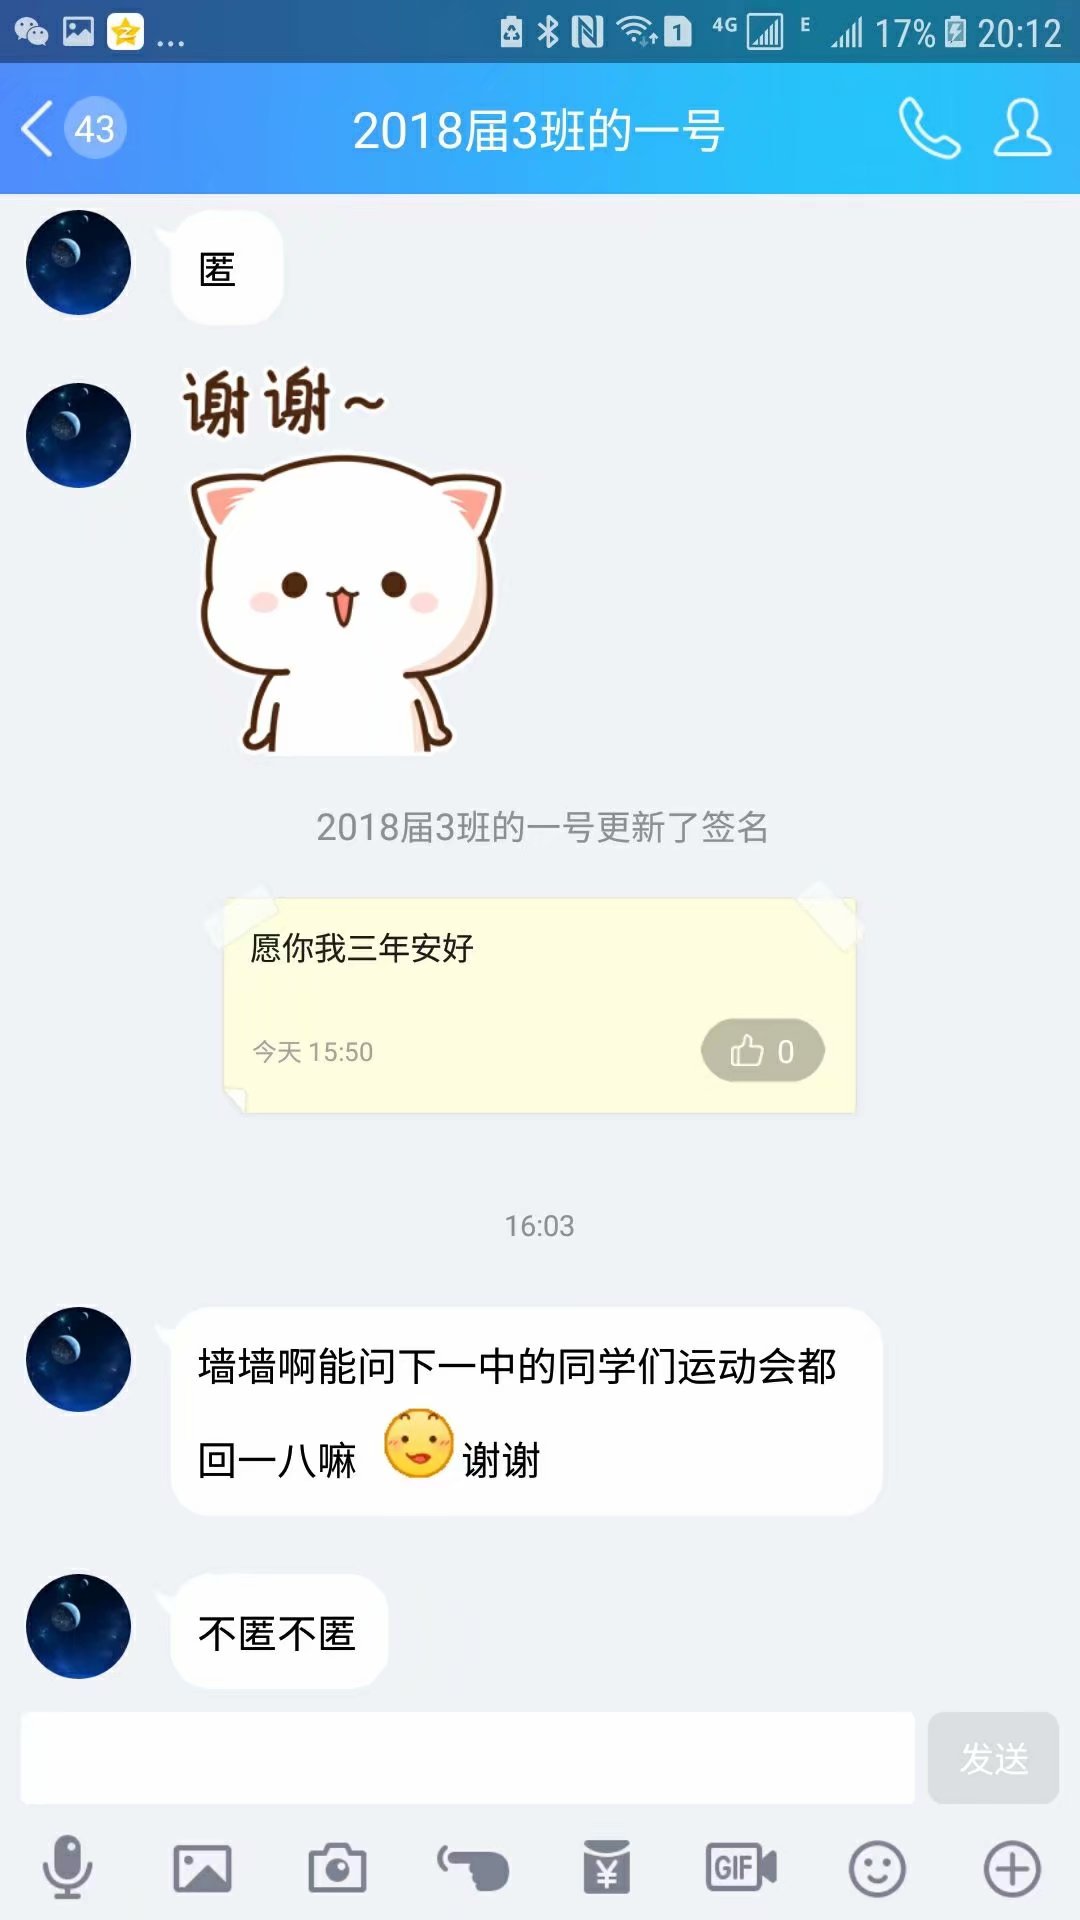 ... 1 4G E 17% 20:12
43 2018届3班的一号
匿
谢谢~
2018届3班的一号更新了签名
愿你我三年安好
今天 15:50 0
16:03
墙墙啊能问下一中的同学们运动会都
回一八嘛 谢谢
不匿不匿
发送
GIF